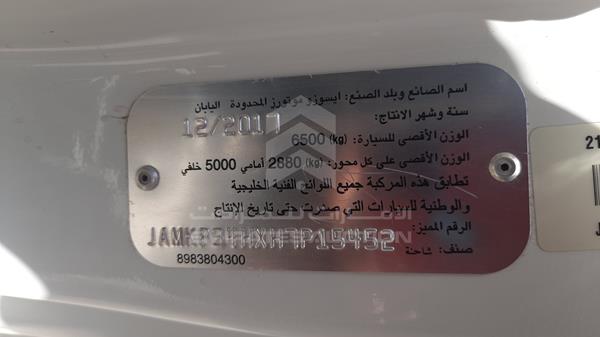 اسم الصانع وبلد الصنع: ايسوزو موتورز المحدودة اليابان
سنة وشهر الانتاج:
12/2017
الوزن الأقصى للسيارة: (kg) 6500
الوزن الأقصى على كل محور: (kg) 2680 أمامي 5000 خلفي
تطابق هذه المركبة جميع اللوائح الفنية الخليجية
والوطنية للسيارات التي صدرت حتى تاريخ الانتاج
الرقم المميز:
صنف: شاحنة
8983804300
21
J